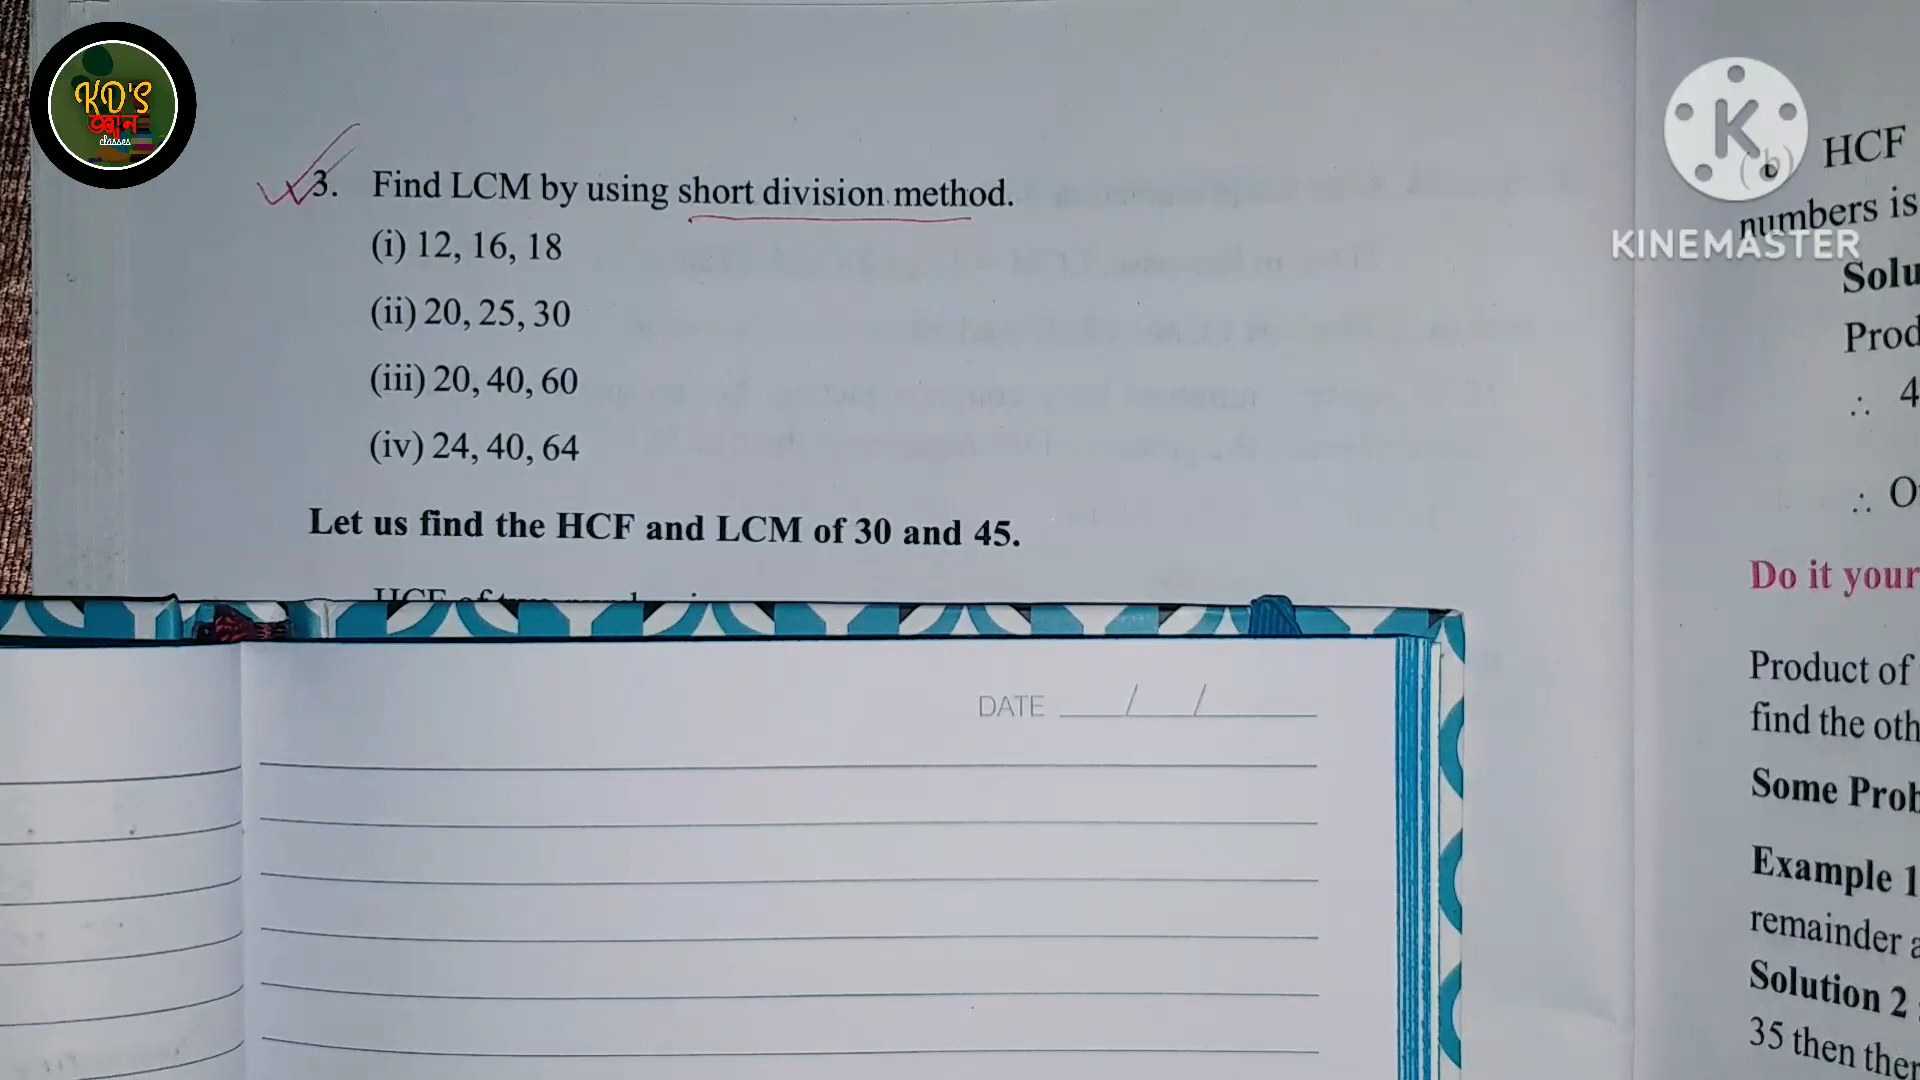 KD'S
জ্ঞান
classes
3. Find LCM by using short division method.
(i) 12, 16, 18
(ii) 20, 25, 30
(iii) 20, 40, 60
(iv) 24, 40, 64
Let us find the HCF and LCM of 30 and 45.
DATE / /
K
KINEMASTER
(b) HCF
numbers is
Solu
Prod
∴ 4
∴ O
Do it your
Product of
find the oth
Some Prob
Example 1
remainder a
Solution 2 :
35 then ther